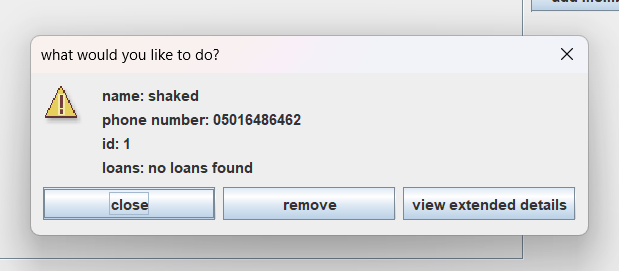 what would you like to do?
name: shaked
phone number: 05016486462
id: 1
loans: no loans found
close
remove
view extended details